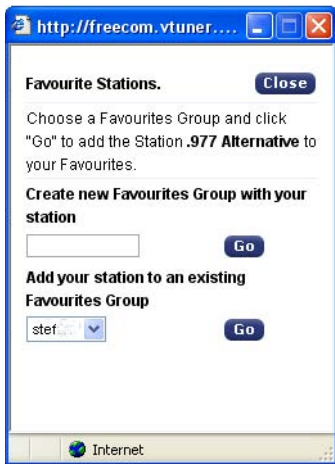 http://freecom.vtuner....
Favourite Stations.
Close
Choose a Favourites Group and click
"Go" to add the Station .977 Alternative to
your Favourites.
Create new Favourites Group with your
station
Go
Add your station to an existing
Favourites Group
Go
Internet